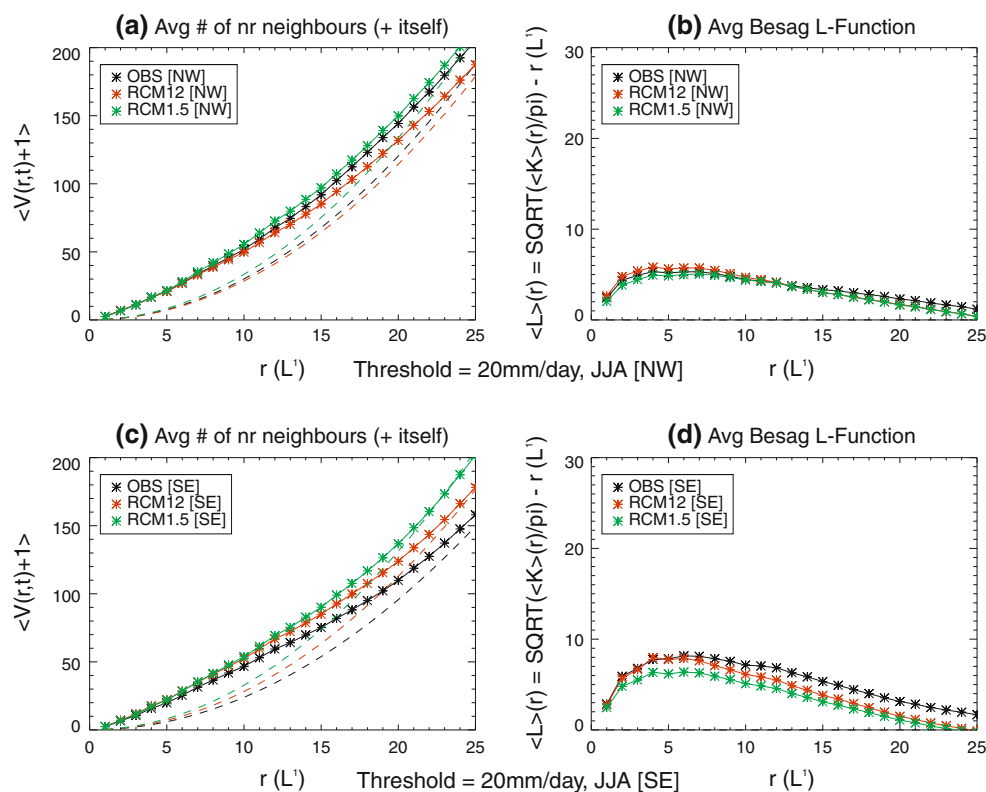 (a) Avg # of nr neighbours (+ itself)
200
150
100
50
0
<V(r,t)+1>
OBS [NW]
RCM12 [NW]
RCM1.5 [NW]
0 5 10 15 20 25
r (L¹)
(b) Avg Besag L-Function
30
20
10
0
<L>(r) = SQRT(<K>(r)/pi) - r (L¹)
OBS [NW]
RCM12 [NW]
RCM1.5 [NW]
0 5 10 15 20 25
r (L¹)
Threshold = 20mm/day, JJA [NW]
(c) Avg # of nr neighbours (+ itself)
200
150
100
50
0
<V(r,t)+1>
OBS [SE]
RCM12 [SE]
RCM1.5 [SE]
0 5 10 15 20 25
r (L¹)
(d) Avg Besag L-Function
30
20
10
0
<L>(r) = SQRT(<K>(r)/pi) - r (L¹)
OBS [SE]
RCM12 [SE]
RCM1.5 [SE]
0 5 10 15 20 25
r (L¹)
Threshold = 20mm/day, JJA [SE]